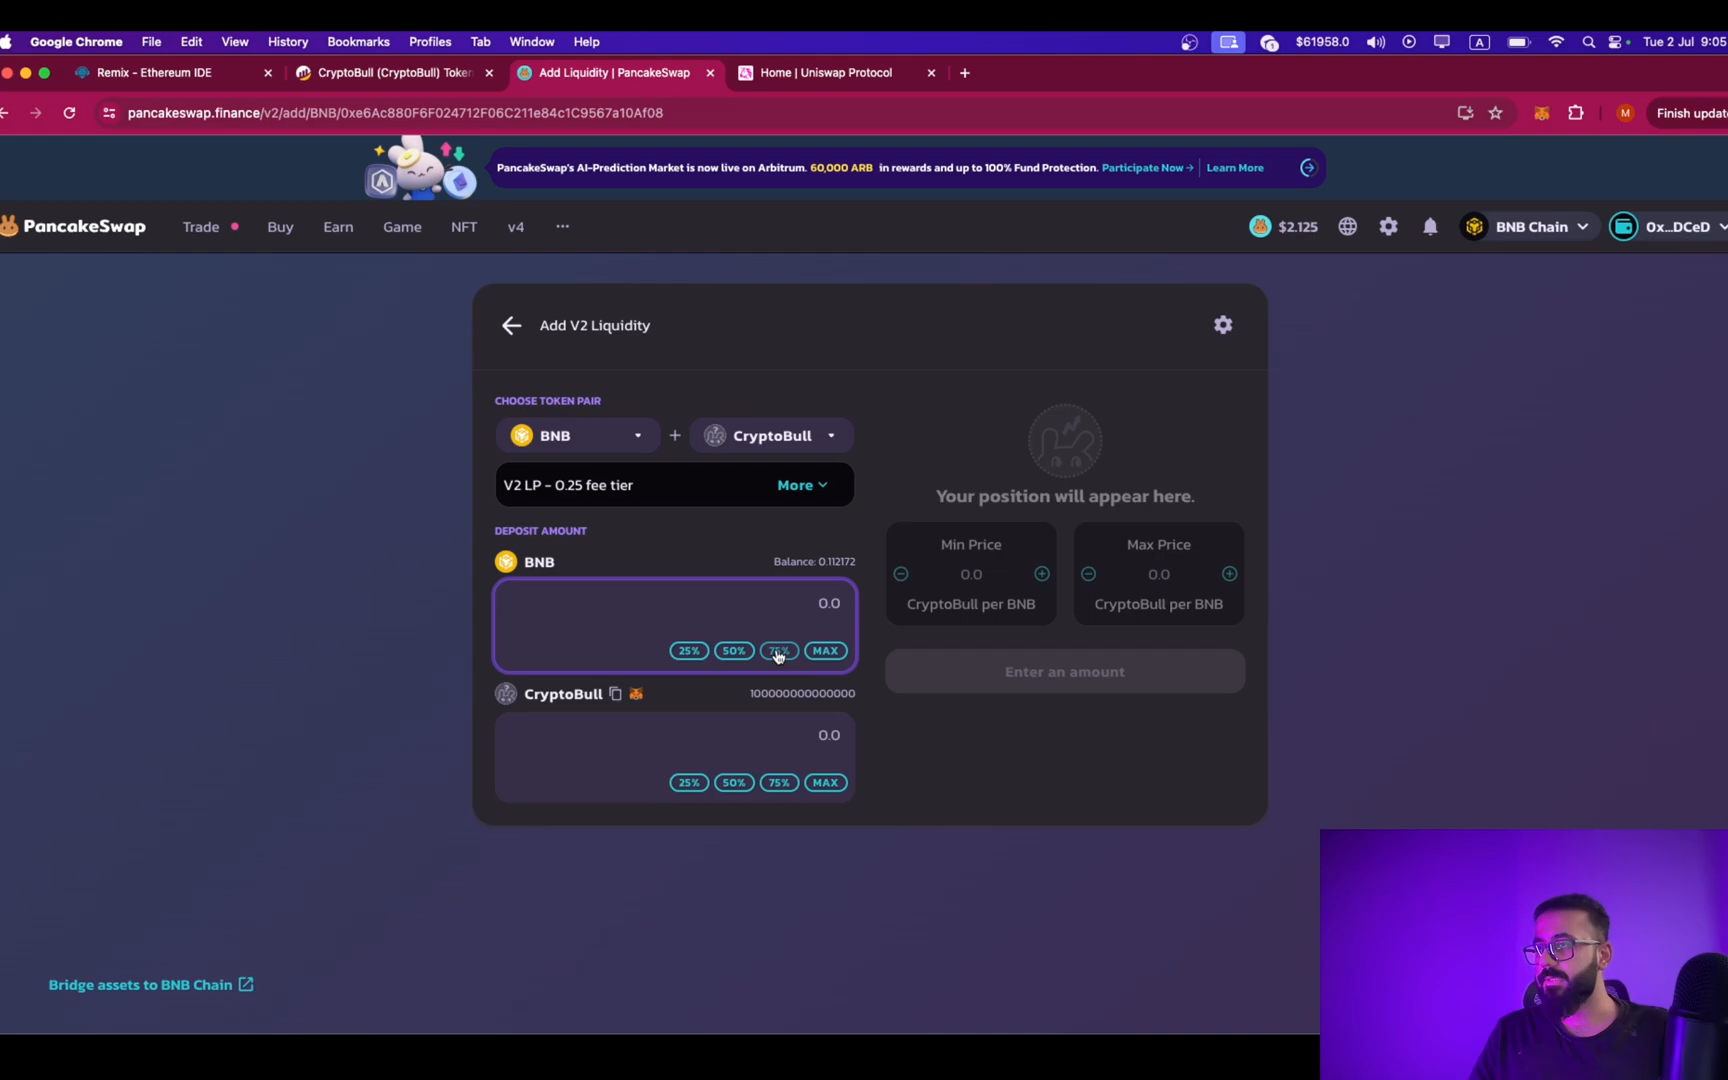 Google Chrome File Edit View History Bookmarks Profiles Tab Window Help $61958.0 A Tue 2 Jul 9:05
Remix - Ethereum IDE CryptoBull (CryptoBull) Token Add Liquidity | PancakeSwap Home | Uniswap Protocol
pancakeswap.finance/v2/add/BNB/0xe6Ac880F6F024712F06C211e84c1C9567a10Af08 M Finish updat
PancakeSwap's AI-Prediction Market is now live on Arbitrum. 60,000 ARB in rewards and up to 100% Fund Protection. Participate Now → Learn More
PancakeSwap Trade Buy Earn Game NFT v4 ... $2.125 BNB Chain 0x...DCeD
Add V2 Liquidity
CHOOSE TOKEN PAIR
BNB + CryptoBull
V2 LP - 0.25 fee tier More
DEPOSIT AMOUNT
BNB Balance: 0.112172
0.0
25% 50% 75% MAX
CryptoBull 100000000000000
0.0
25% 50% 75% MAX
Your position will appear here.
Min Price Max Price
0.0 0.0
CryptoBull per BNB CryptoBull per BNB
Enter an amount
Bridge assets to BNB Chain